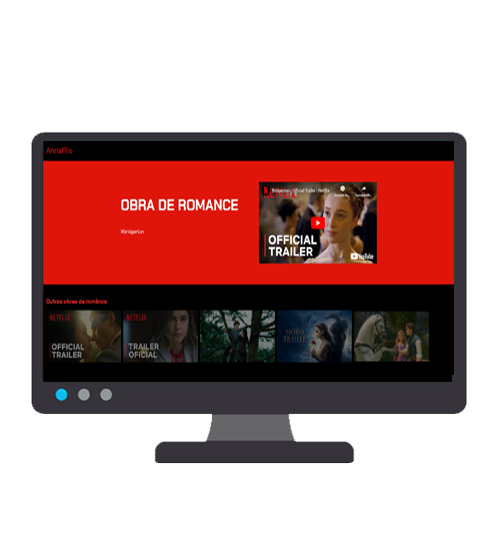 AnnaFlix
OBRA DE ROMANCE
#bridgerton
Bridgerton | Official Trailer | Netflix
NETFLIX
OFFICIAL
TRAILER
YouTube
Outras obras de romance
NETFLIX
OFFICIAL
TRAILER
NETFLIX
TRAILER
OFICIAL
TRAILER